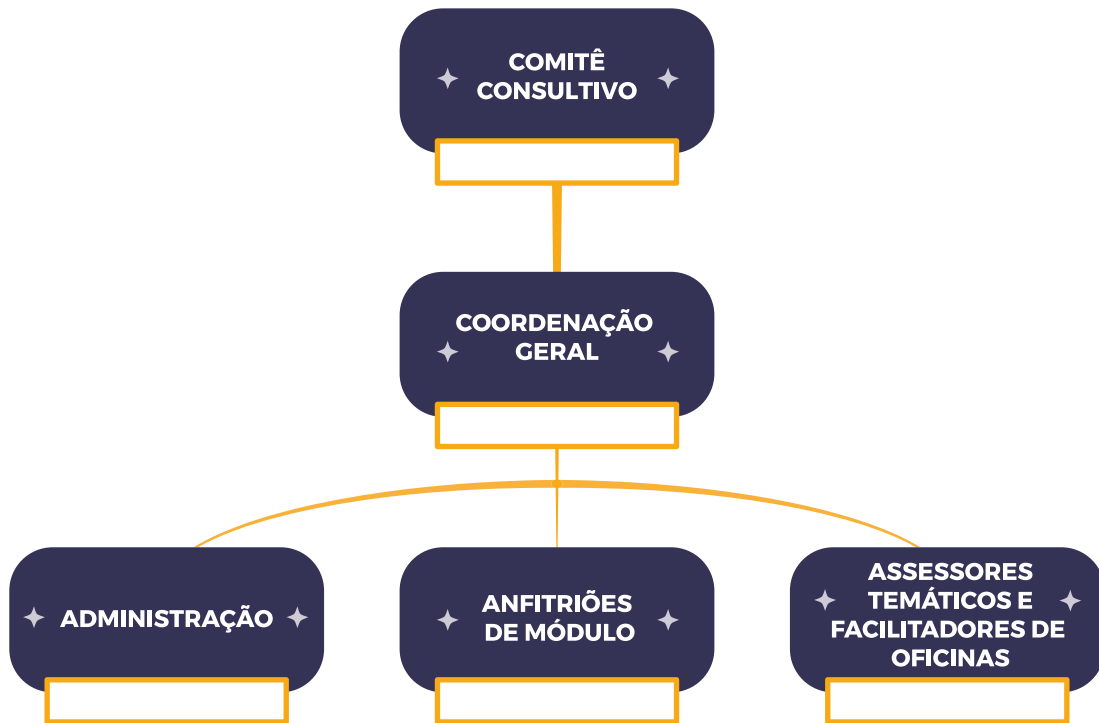 COMITÊ
CONSULTIVO
COORDENAÇÃO
GERAL
ADMINISTRAÇÃO
ANFITRIÕES
DE MÓDULO
ASSESSORES
TEMÁTICOS E
FACILITADORES DE
OFICINAS